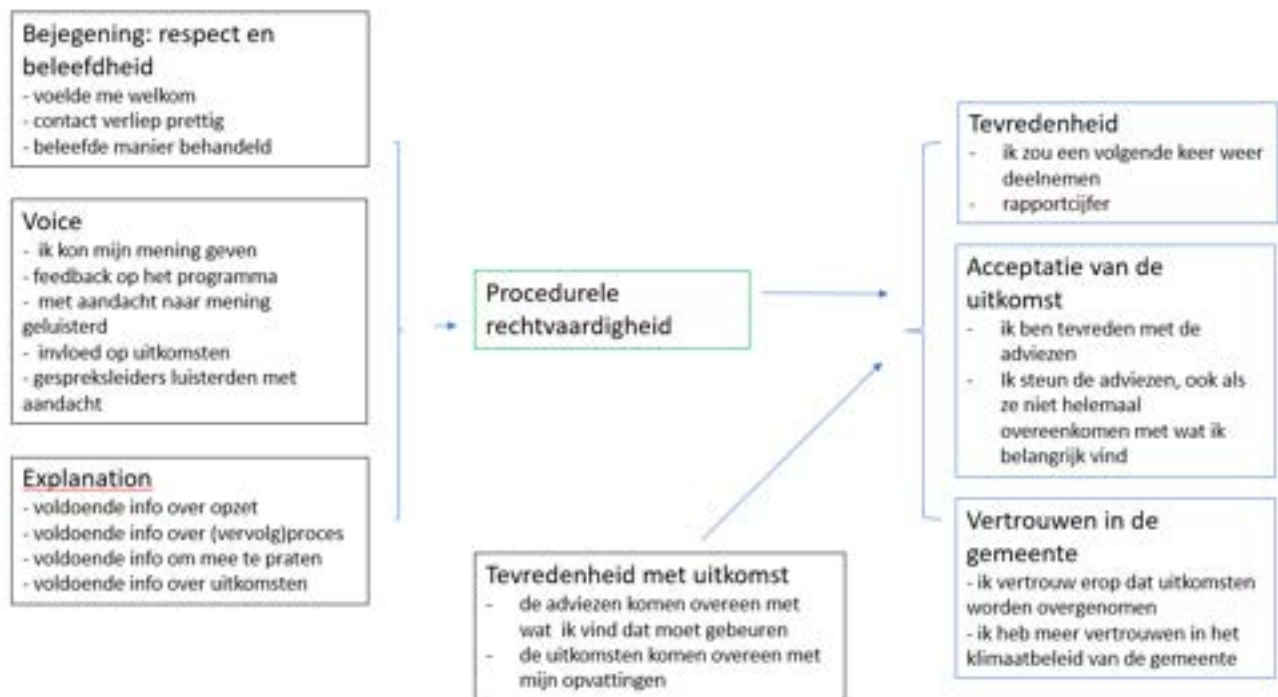 Bejegening: respect en
beleefdheid
- voelde me welkom
- contact verliep prettig
- beleefde manier behandeld
Voice
- ik kon mijn mening geven
- feedback op het programma
- met aandacht naar mening
geluisterd
- invloed op uitkomsten
- gespreksleiders luisterden met
aandacht
Explanation
- voldoende info over opzet
- voldoende info over (vervolg)proces
- voldoende info om mee te praten
- voldoende info over uitkomsten
Procedurele
rechtvaardigheid
Tevredenheid met uitkomst
- de adviezen komen overeen met
wat ik vind dat moet gebeuren
- de uitkomsten komen overeen met
mijn opvattingen
Tevredenheid
- ik zou een volgende keer weer
deelnemen
- rapportcijfer
Acceptatie van de
uitkomst
- ik ben tevreden met de
adviezen
- Ik steun de adviezen, ook als
ze niet helemaal
overeenkomen met wat ik
belangrijk vind
Vertrouwen in de
gemeente
- ik vertrouw erop dat uitkomsten
worden overgenomen
- ik heb meer vertrouwen in het
klimaatbeleid van de gemeente